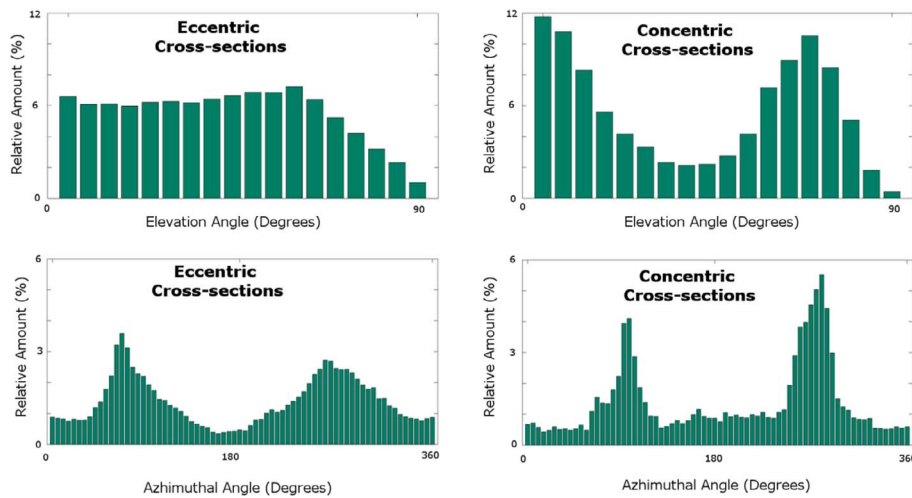 12
Eccentric
Cross-sections
Relative Amount (%)
6
0
0
90
Elevation Angle (Degrees)
12
Concentric
Cross-sections
Relative Amount (%)
6
0
0
90
Elevation Angle (Degrees)
6
Eccentric
Cross-sections
Relative Amount (%)
3
0
0
180
360
Azhimuthal Angle (Degrees)
6
Concentric
Cross-sections
Relative Amount (%)
3
0
0
180
360
Azhimuthal Angle (Degrees)